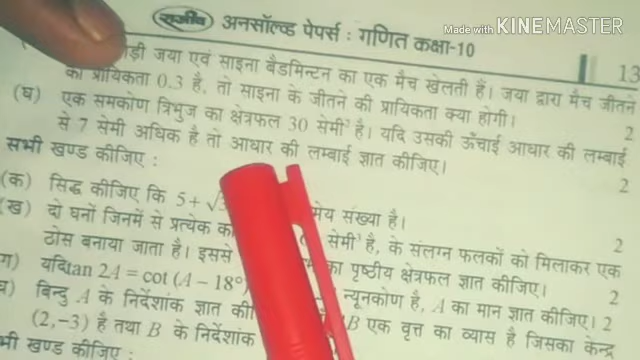 Made with KINEMASTER
राजीव अनसॉल्व्ड पेपर्स : गणित कक्षा-10
13
ड़ी जया एवं साइना बैडमिन्टन का एक मैच खेलती हैं। जया द्वारा मैच जीतने
की प्रायिकता 0.3 है, तो साइना के जीतने की प्रायिकता क्या होगी। 2
(घ) एक समकोण त्रिभुज का क्षेत्रफल 30 सेमी² है। यदि उसकी ऊँचाई आधार की लम्बाई
से 7 सेमी अधिक है तो आधार की लम्बाई ज्ञात कीजिए। 2
सभी खण्ड कीजिए :
(क) सिद्ध कीजिए कि 5 + √ मेय संख्या है। 2
(ख) दो घनों जिनमें से प्रत्येक का सेमी³ है, के संलग्न फलकों को मिलाकर एक
ठोस बनाया जाता है। इससे का पृष्ठीय क्षेत्रफल ज्ञात कीजिए। 2
ग) यदि tan 2A = cot (A – 18°) न्यूनकोण है, A का मान ज्ञात कीजिए। 2
बिन्दु A के निर्देशांक ज्ञात की B एक वृत्त का व्यास है जिसका केन्द्र
(2, –3) है तथा B के निर्देशांक
भी खण्ड कीजिए :